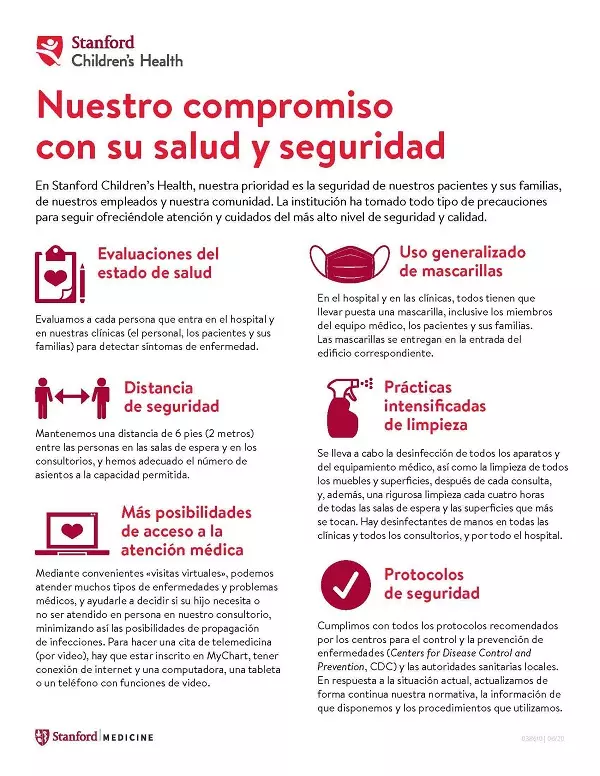 Stanford
Children's Health
Nuestro compromiso
con su salud y seguridad
En Stanford Children's Health, nuestra prioridad es la seguridad de nuestros pacientes y sus familias,
de nuestros empleados y nuestra comunidad. La institución ha tomado todo tipo de precauciones
para seguir ofreciéndole atención y cuidados del más alto nivel de seguridad y calidad.
Evaluaciones del
estado de salud
Evaluamos a cada persona que entra en el hospital y
en nuestras clínicas (el personal, los pacientes y sus
familias) para detectar síntomas de enfermedad.
Distancia
de seguridad
Mantenemos una distancia de 6 pies (2 metros)
entre las personas en las salas de espera y en los
consultorios, y hemos adecuado el número de
asientos a la capacidad permitida.
Más posibilidades
de acceso a la
atención médica
Mediante convenientes «visitas virtuales», podemos
atender muchos tipos de enfermedades y problemas
médicos, y ayudarle a decidir si su hijo necesita o
no ser atendido en persona en nuestro consultorio,
minimizando así las posibilidades de propagación
de infecciones. Para hacer una cita de telemedicina
(por video), hay que estar inscrito en MyChart, tener
conexión de internet y una computadora, una tableta
o un teléfono con funciones de video.
Uso generalizado
de mascarillas
En el hospital y en las clínicas, todos tienen que
llevar puesta una mascarilla, inclusive los miembros
del equipo médico, los pacientes y sus familias.
Las mascarillas se entregan en la entrada del
edificio correspondiente.
Prácticas
intensificadas
de limpieza
Se lleva a cabo la desinfección de todos los aparatos y
del equipamiento médico, así como la limpieza de todos
los muebles y superficies, después de cada consulta,
y, además, una rigurosa limpieza cada cuatro horas
de todas las salas de espera y las superficies que más
se tocan. Hay desinfectantes de manos en todas las
clínicas y todos los consultorios, y por todo el hospital.
Protocolos
de seguridad
Cumplimos con todos los protocolos recomendados
por los centros para el control y la prevención de
enfermedades (Centers for Disease Control and
Prevention, CDC) y las autoridades sanitarias locales.
En respuesta a la situación actual, actualizamos de
forma continua nuestra normativa, la información de
que disponemos y los procedimientos que utilizamos.
Stanford MEDICINE